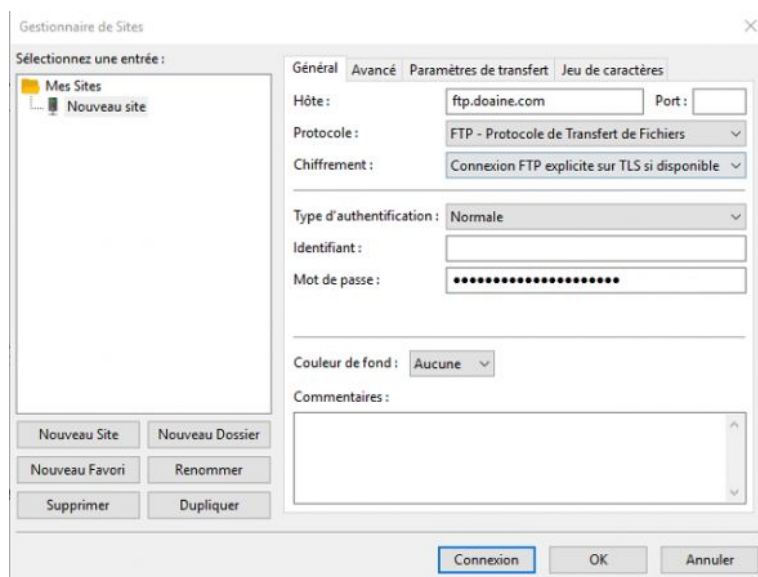 Gestionnaire de Sites
Sélectionnez une entrée :
Mes Sites
Nouveau site
Nouveau Site
Nouveau Dossier
Nouveau Favori
Renommer
Supprimer
Dupliquer
Général
Avancé
Paramètres de transfert
Jeu de caractères
Hôte :
ftp.doaine.com
Port :
Protocole :
FTP - Protocole de Transfert de Fichiers
Chiffrement :
Connexion FTP explicite sur TLS si disponible
Type d'authentification :
Normale
Identifiant :
Mot de passe :
Couleur de fond :
Aucune
Commentaires :
Connexion
OK
Annuler